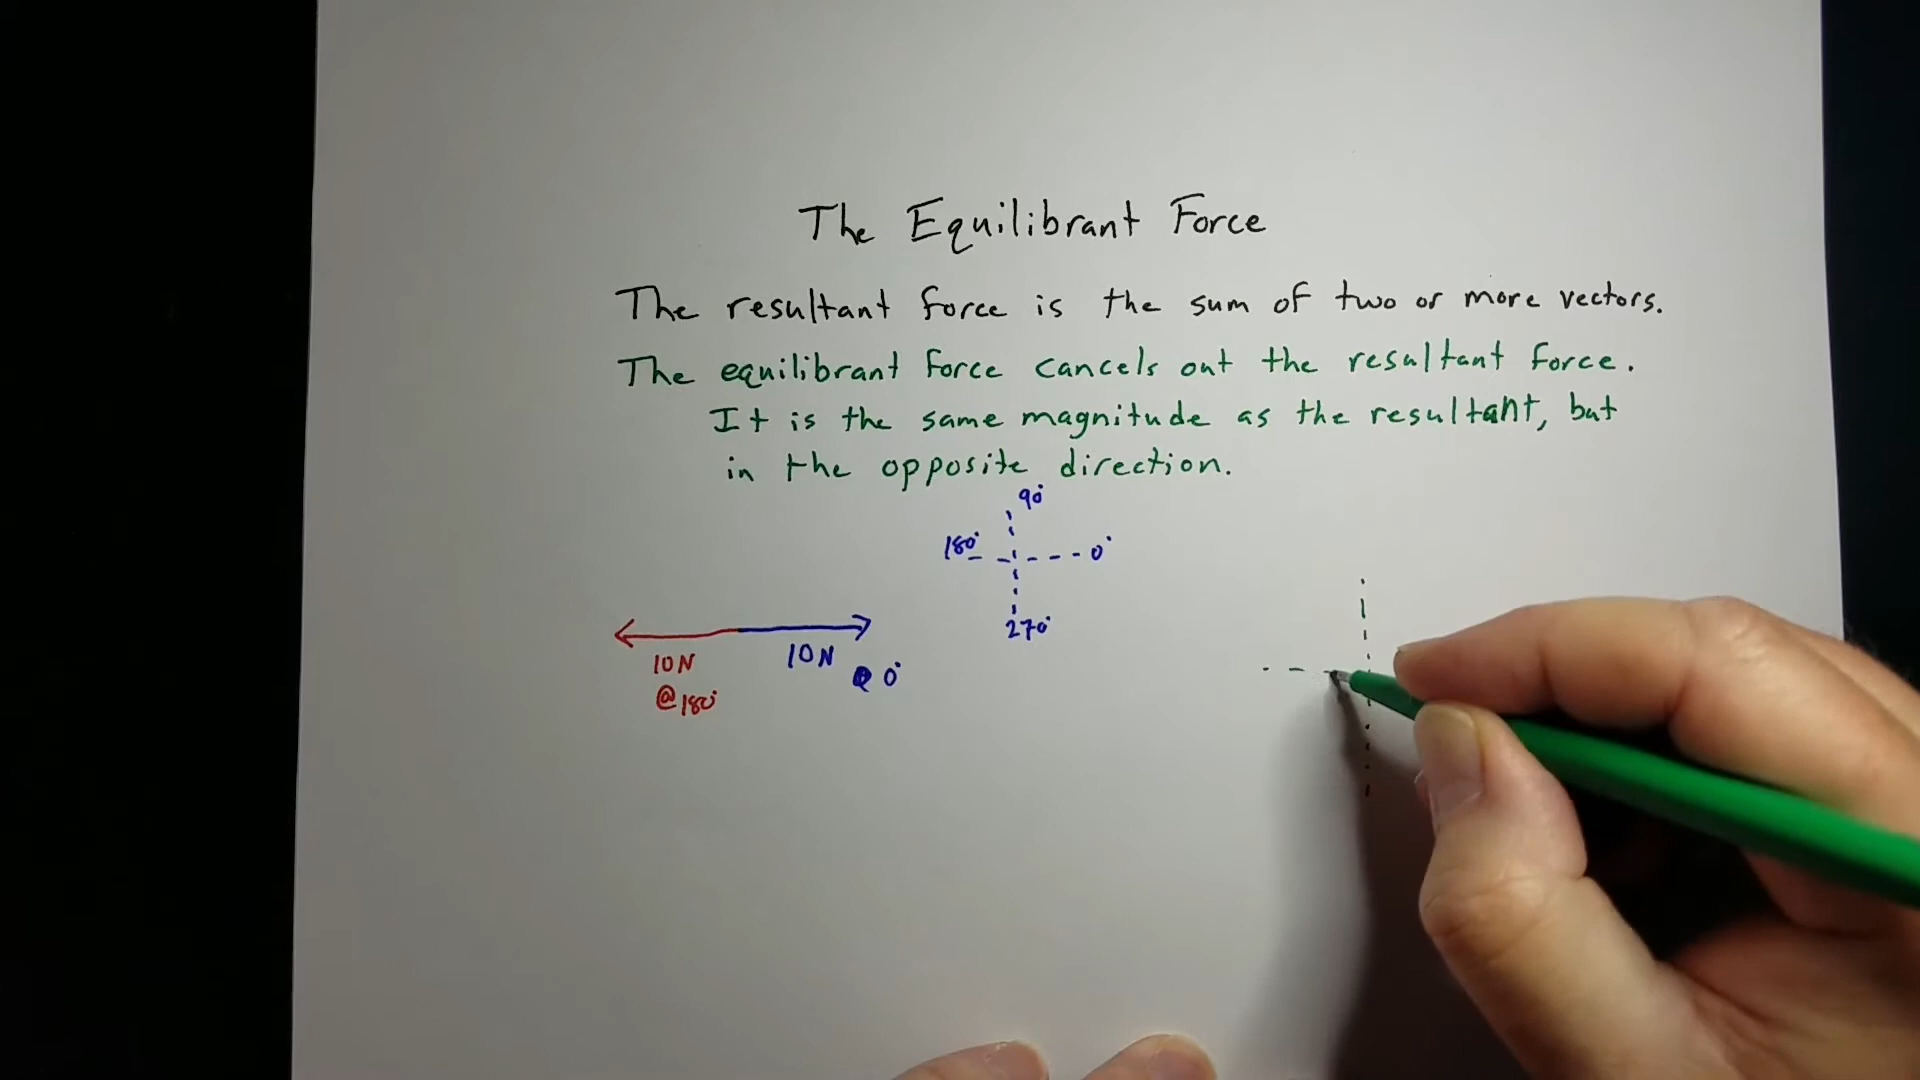 The Equilibrant Force
The resultant force is the sum of two or more vectors.
The equilibrant force cancels out the resultant force.
It is the same magnitude as the resultant, but
in the opposite direction.
90°
180° 0°
270°
10N 10N
@180° @ 0°